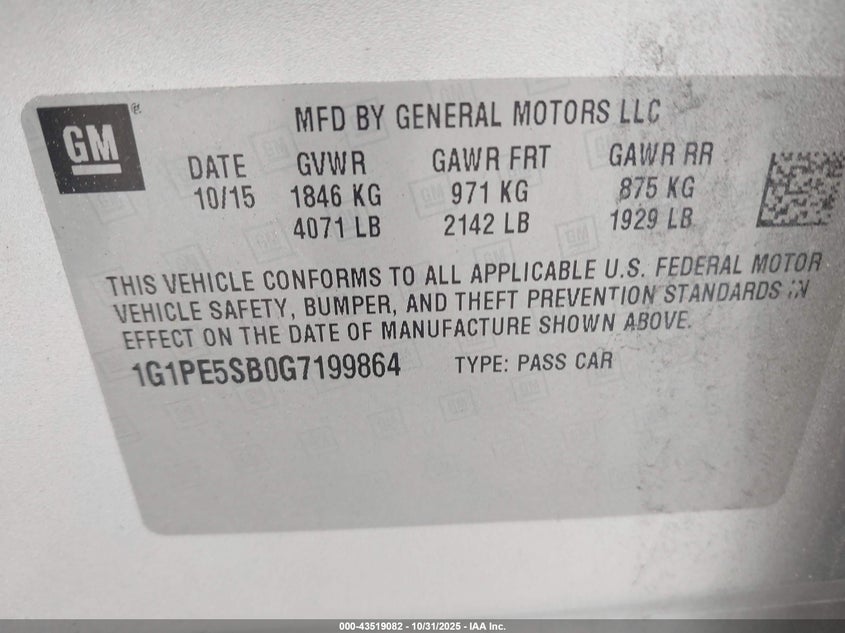 GM ®
MFD BY GENERAL MOTORS LLC
DATE GVWR GAWR FRT GAWR RR
10/15 1846 KG 971 KG 875 KG
4071 LB 2142 LB 1929 LB
THIS VEHICLE CONFORMS TO ALL APPLICABLE U.S. FEDERAL MOTOR
VEHICLE SAFETY, BUMPER, AND THEFT PREVENTION STANDARDS IN
EFFECT ON THE DATE OF MANUFACTURE SHOWN ABOVE.
1G1PE5SB0G7199864 TYPE: PASS CAR
000-43519082 - 10/31/2025 - IAA Inc.